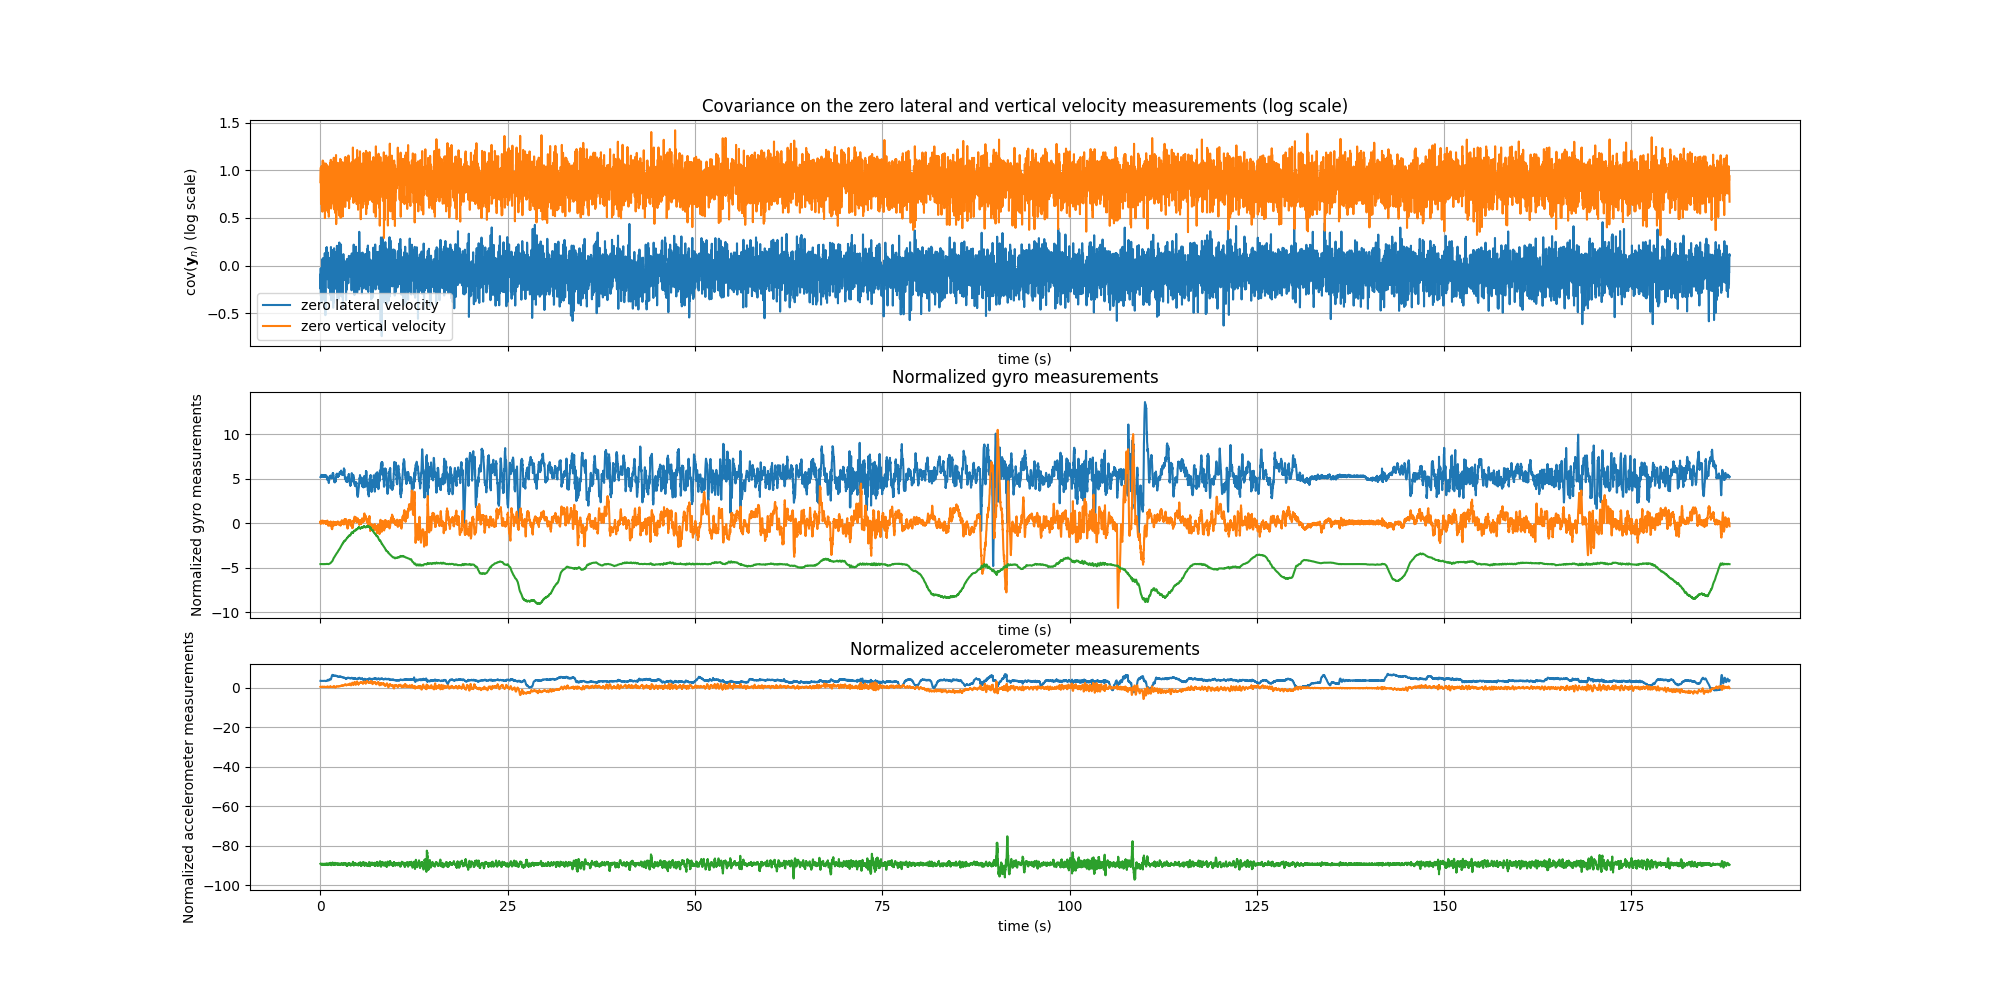 Covariance on the zero lateral and vertical velocity measurements (log scale)
cov(yₙ) (log scale)
1.5
1.0
0.5
0.0
−0.5
zero lateral velocity
zero vertical velocity
time (s)
Normalized gyro measurements
Normalized gyro measurements
10
5
0
−5
−10
time (s)
Normalized accelerometer measurements
Normalized accelerometer measurements
0
−20
−40
−60
−80
−100
0 25 50 75 100 125 150 175
time (s)